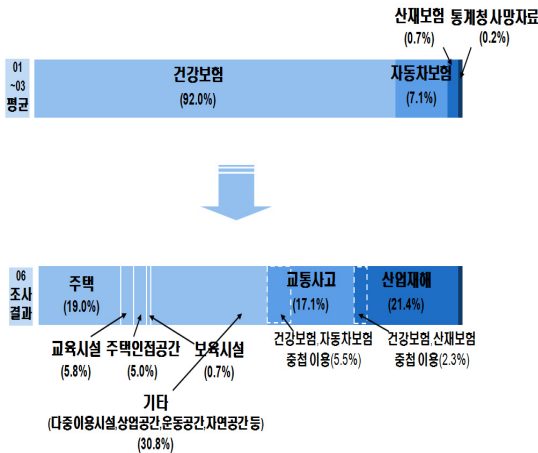 산재보험 통계청 사망자료
(0.7%) (0.2%)
01
~03
평균
건강보험
(92.0%)
자동차보험
(7.1%)
06
조사
결과
주택
(19.0%)
교통사고
(17.1%)
산업재해
(21.4%)
교육시설
(5.8%)
주택인접공간
(5.0%)
보육시설
(0.7%)
건강보험,자동차보험
중첩 이용(5.5%)
건강보험,산재보험
중첩 이용(2.3%)
기타
(다중이용시설,상업공간,운동공간,자연공간 등)
(30.8%)